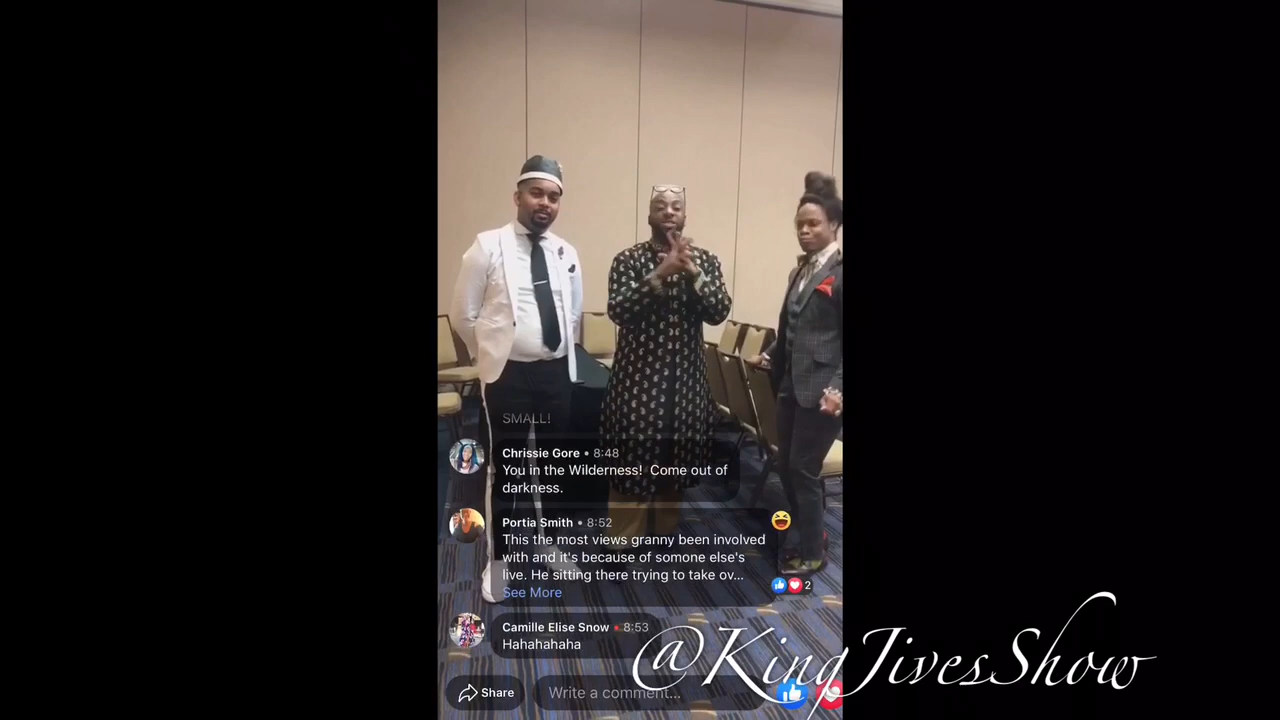 SMALL!
Chrissie Gore • 8:48
You in the Wilderness! Come out of
darkness.
Portia Smith • 8:52
This the most views granny been involved
with and it's because of somone else's
live. He sitting there trying to take ov...
See More
2
Camille Elise Snow • 8:53
Hahahahaha
Share
Write a comment...
@KingJivesShow